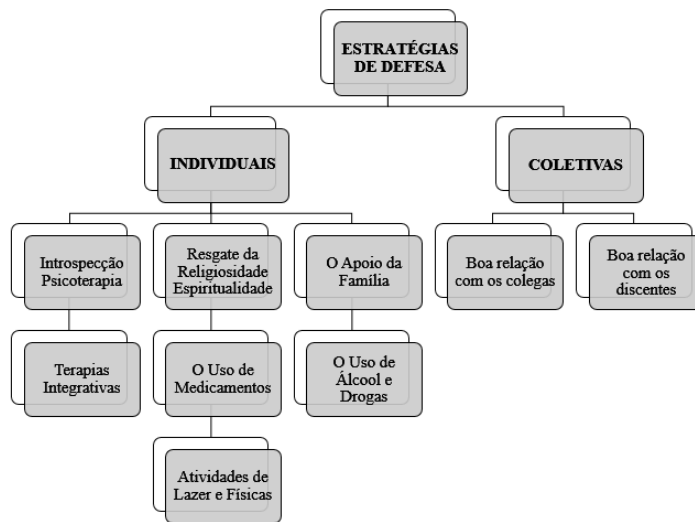 ESTRATÉGIAS
DE DEFESA
INDIVIDUAIS
COLETIVAS
Introspecção
Psicoterapia
Resgate da
Religiosidade
Espiritualidade
O Apoio da
Família
Boa relação
com os colegas
Boa relação
com os
discentes
Terapias
Integrativas
O Uso de
Medicamentos
O Uso de
Álcool e
Drogas
Atividades de
Lazer e Físicas